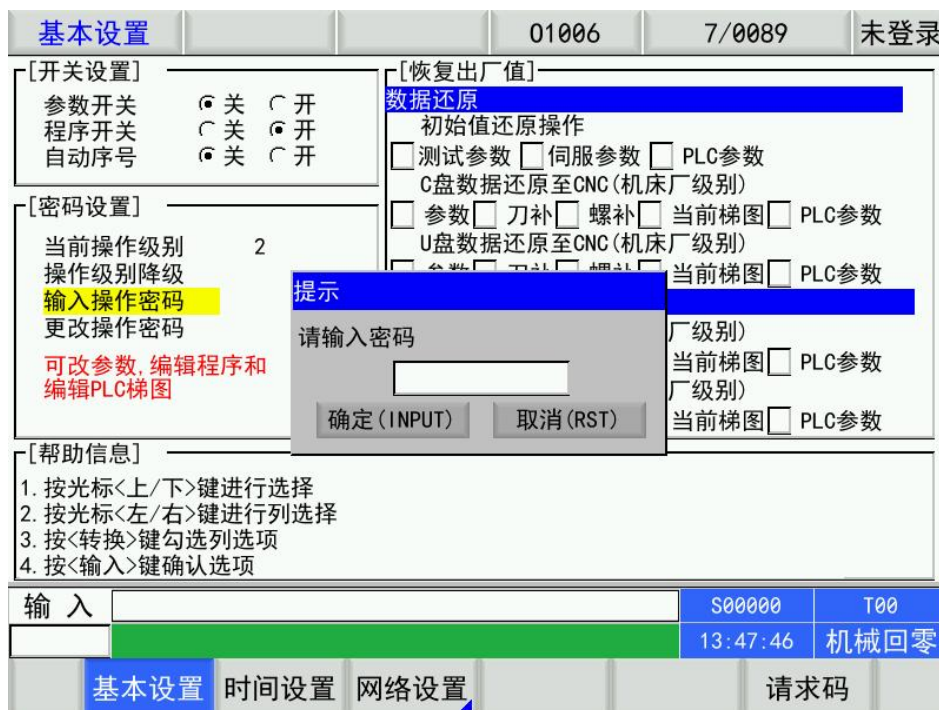 基本设置 O1006 7/0089 未登录
[开关设置]
参数开关 关 开
程序开关 关 开
自动序号 关 开
[密码设置]
当前操作级别 2
操作级别降级
输入操作密码
更改操作密码
可改参数,编辑程序和
编辑PLC梯图
[恢复出厂值]
数据还原
初始值还原操作
测试参数 伺服参数 PLC参数
C盘数据还原至CNC(机床厂级别)
参数 刀补 螺补 当前梯图 PLC参数
U盘数据还原至CNC(机床厂级别)
参数 刀补 螺补 当前梯图 PLC参数
厂级别)
当前梯图 PLC参数
厂级别)
当前梯图 PLC参数
提示
请输入密码
确定(INPUT) 取消(RST)
[帮助信息]
1.按光标<上/下>键进行选择
2.按光标<左/右>键进行列选择
3.按<转换>键勾选列选项
4.按<输入>键确认选项
输 入 S00000 T00
13:47:46 机械回零
基本设置 时间设置 网络设置 请求码